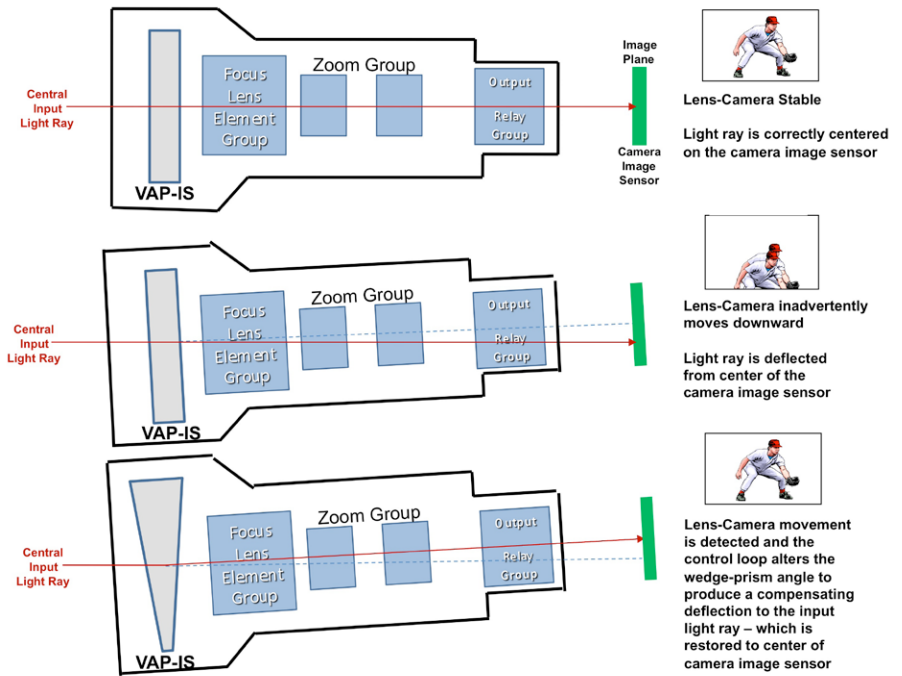 Central
Input
Light Ray
VAP-IS
Focus
Lens
Element
Group
Zoom Group
Output
Relay
Group
Image
Plane
Camera
Image
Sensor
Lens-Camera Stable
Light ray is correctly centered
on the camera image sensor
Central
Input
Light Ray
VAP-IS
Focus
Lens
Element
Group
Zoom Group
Output
Relay
Group
Lens-Camera inadvertently
moves downward
Light ray is deflected
from center of the
camera image sensor
Central
Input
Light Ray
VAP-IS
Focus
Lens
Element
Group
Zoom Group
Output
Relay
Group
Lens-Camera movement
is detected and the
control loop alters the
wedge-prism angle to
produce a compensating
deflection to the input
light ray – which is
restored to center of
camera image sensor